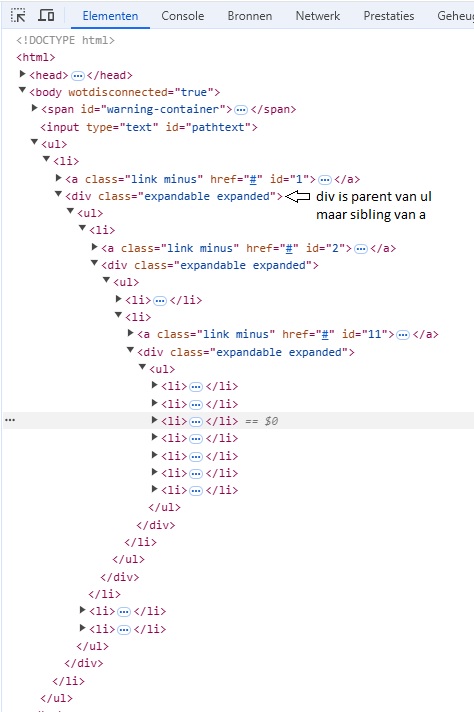 Elementen Console Bronnen Netwerk Prestaties Geheug
<!DOCTYPE html>
<html>
<head>⋯</head>
<body wotdisconnected="true">
<span id="warning-container">⋯</span>
<input type="text" id="pathtext">
<ul>
<li>
<a class="link minus" href="#" id="1">⋯</a>
<div class="expandable expanded"> div is parent van ul
maar sibling van a
<ul>
<li>
<a class="link minus" href="#" id="2">⋯</a>
<div class="expandable expanded">
<ul>
<li>⋯</li>
<li>
<a class="link minus" href="#" id="11">⋯</a>
<div class="expandable expanded">
<ul>
<li>⋯</li>
<li>⋯</li>
<li>⋯</li> == $0
<li>⋯</li>
<li>⋯</li>
<li>⋯</li>
<li>⋯</li>
</ul>
</div>
</li>
</ul>
</div>
</li>
<li>⋯</li>
<li>⋯</li>
</ul>
</div>
</li>
</ul>